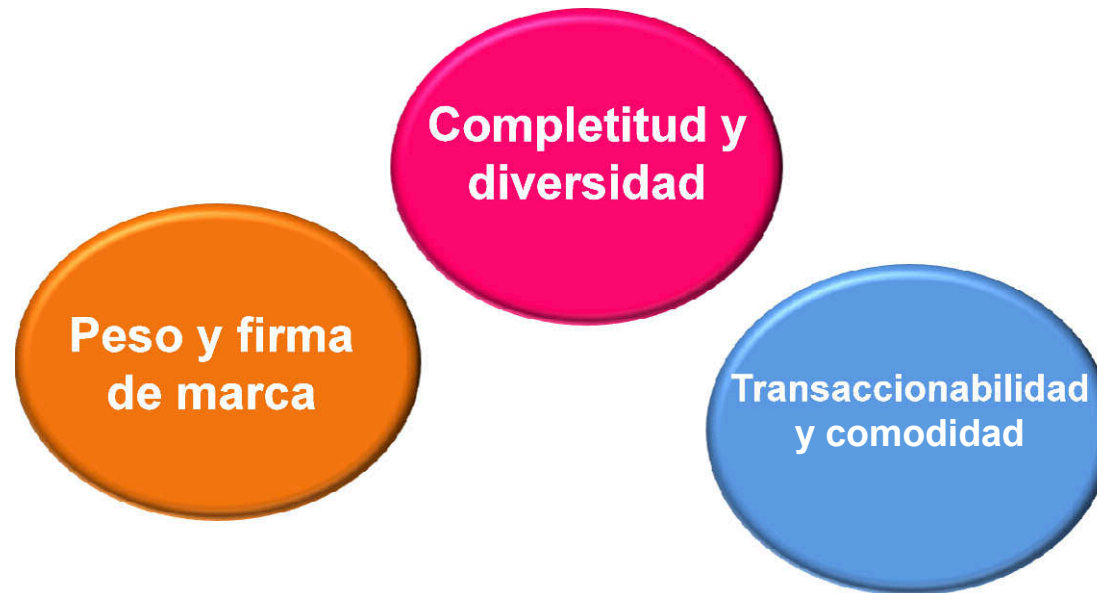 Completitud y
diversidad
Peso y firma
de marca
Transaccionabilidad
y comodidad